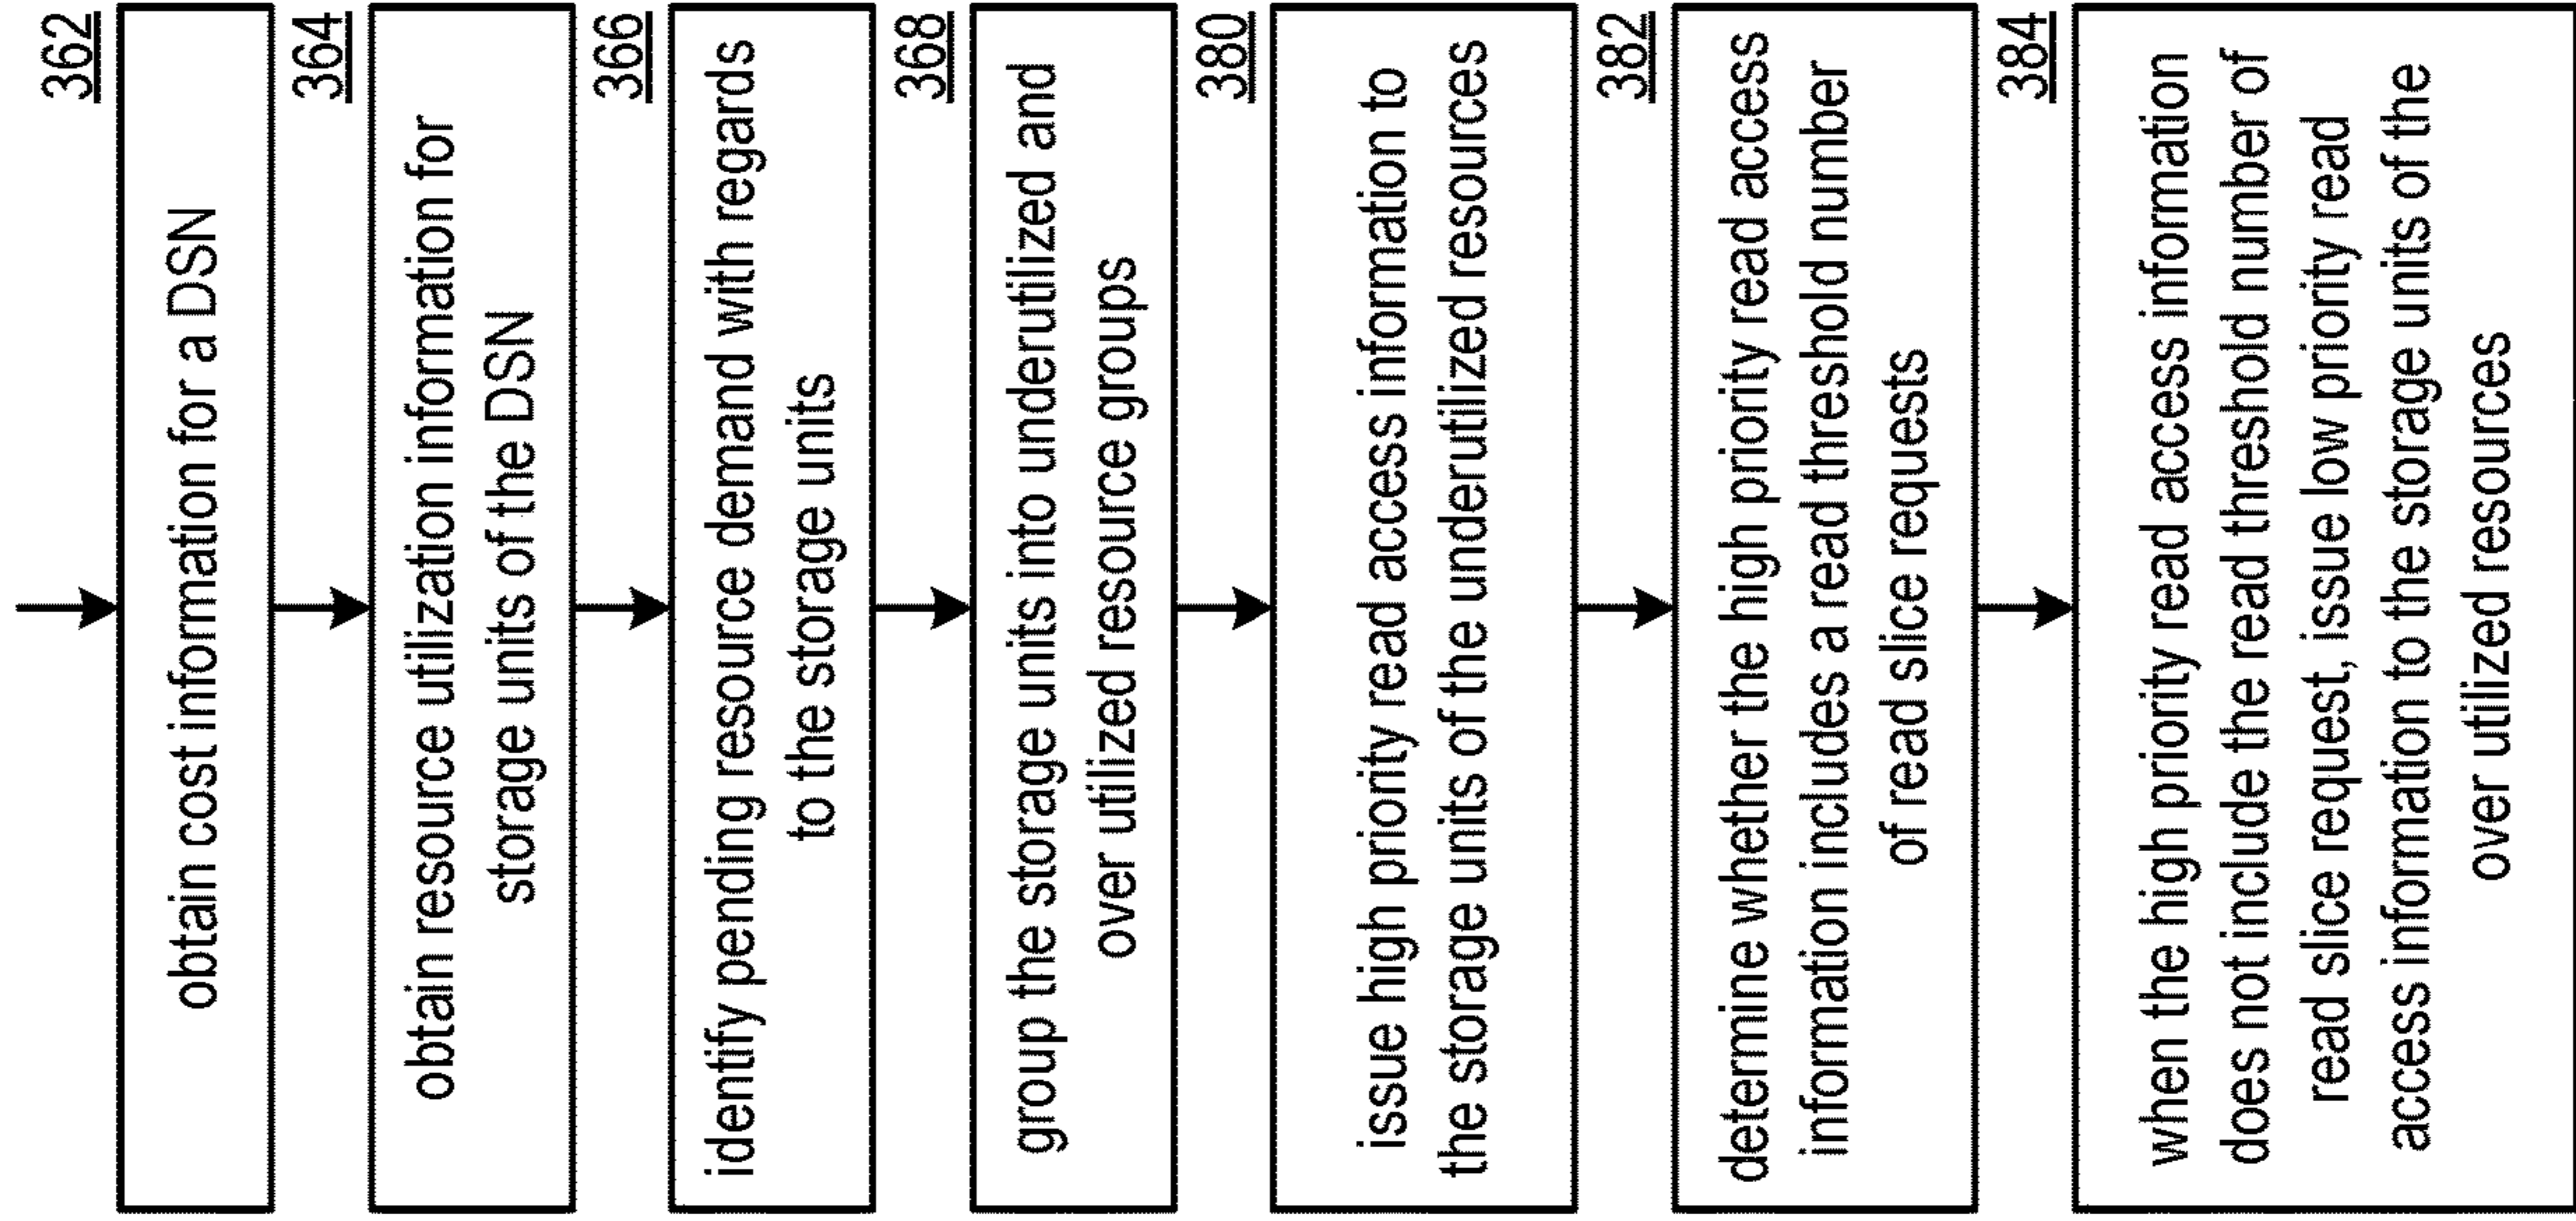 362
obtain cost information for a DSN
364
obtain resource utilization information for
storage units of the DSN
366
identify pending resource demand with regards
to the storage units
368
group the storage units into underutilized and
over utilized resource groups
380
issue high priority read access information to
the storage units of the underutilized resources
382
determine whether the high priority read access
information includes a read threshold number
of read slice requests
384
when the high priority read access information
does not include the read threshold number of
read slice request, issue low priority read
access information to the storage units of the
over utilized resources